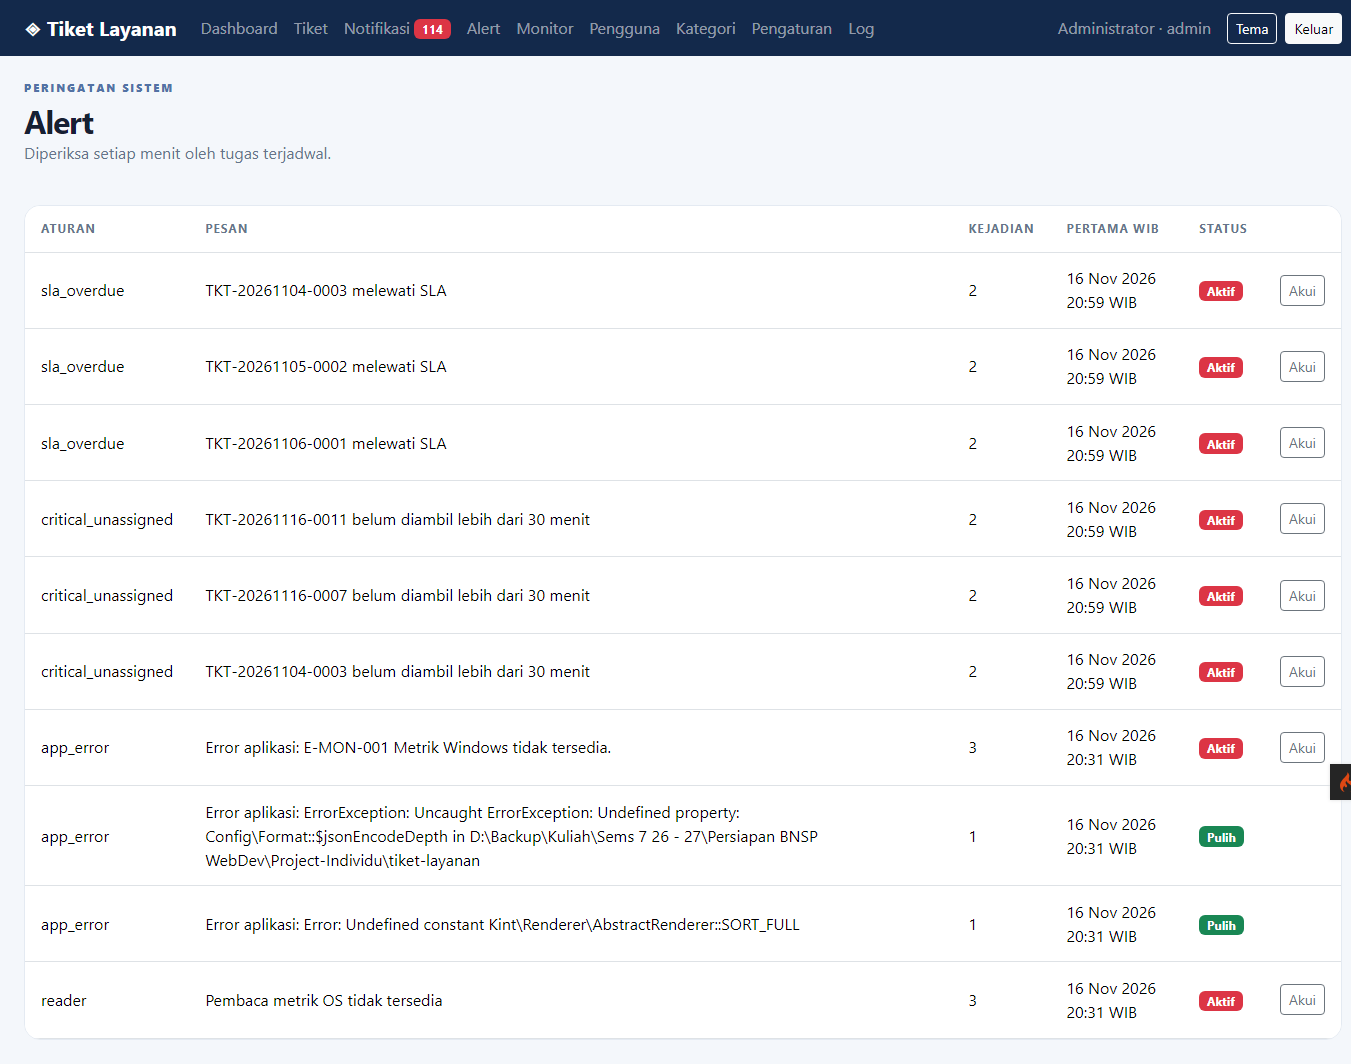 Tiket Layanan Dashboard Tiket Notifikasi 114 Alert Monitor Pengguna Kategori Pengaturan Log Administrator · admin Tema Keluar
PERINGATAN SISTEM
Alert
Diperiksa setiap menit oleh tugas terjadwal.
ATURAN PESAN KEJADIAN PERTAMA WIB STATUS
sla_overdue TKT-20261104-0003 melewati SLA 2 16 Nov 2026 20:59 WIB Aktif Akui
sla_overdue TKT-20261105-0002 melewati SLA 2 16 Nov 2026 20:59 WIB Aktif Akui
sla_overdue TKT-20261106-0001 melewati SLA 2 16 Nov 2026 20:59 WIB Aktif Akui
critical_unassigned TKT-20261116-0011 belum diambil lebih dari 30 menit 2 16 Nov 2026 20:59 WIB Aktif Akui
critical_unassigned TKT-20261116-0007 belum diambil lebih dari 30 menit 2 16 Nov 2026 20:59 WIB Aktif Akui
critical_unassigned TKT-20261104-0003 belum diambil lebih dari 30 menit 2 16 Nov 2026 20:59 WIB Aktif Akui
app_error Error aplikasi: E-MON-001 Metrik Windows tidak tersedia. 3 16 Nov 2026 20:31 WIB Aktif Akui
app_error Error aplikasi: ErrorException: Uncaught ErrorException: Undefined property:
Config\Format::$jsonEncodeDepth in D:\Backup\Kuliah\Sems 7 26 - 27\Persiapan BNSP
WebDev\Project-Individu\tiket-layanan 1 16 Nov 2026 20:31 WIB Pulih
app_error Error aplikasi: Error: Undefined constant Kint\Renderer\AbstractRenderer::SORT_FULL 1 16 Nov 2026 20:31 WIB Pulih
reader Pembaca metrik OS tidak tersedia 3 16 Nov 2026 20:31 WIB Aktif Akui